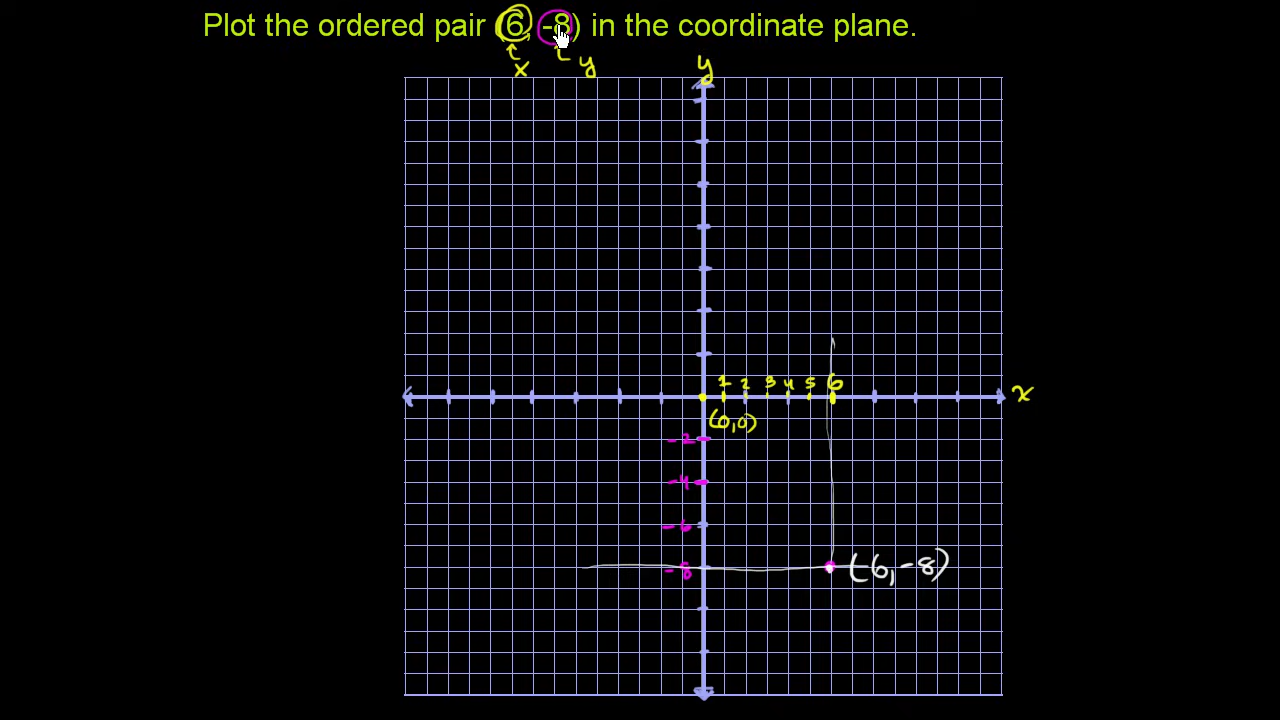 Plot the ordered pair (6, -8) in the coordinate plane.
x y
y
1 2 3 4 5 6
x
(0,0)
-2
-4
-6
-8
(6,-8)